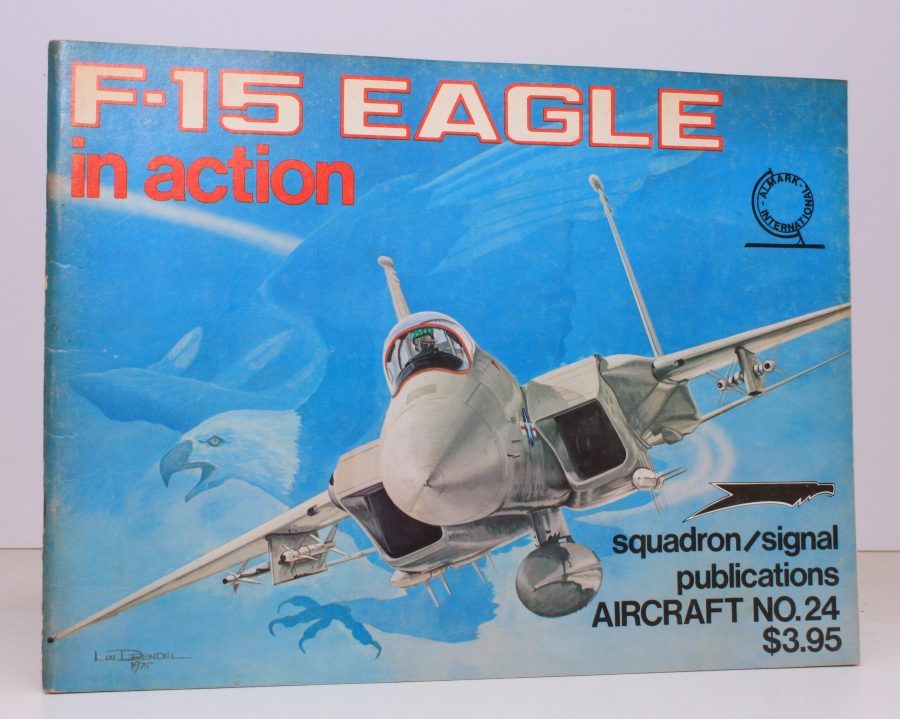 F-15 EAGLE
in action
- ALMARK -
INTERNATIONAL
squadron/signal
publications
AIRCRAFT NO.24
$3.95
Lou Drendel
1975